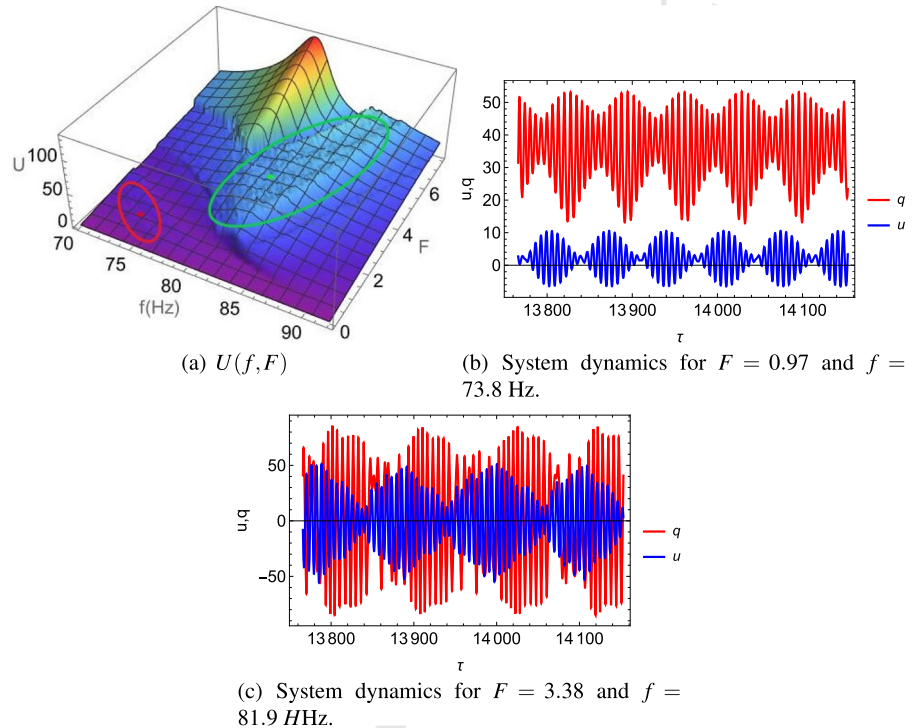 100
U
50
0
70
75
80
85
90
f(Hz)
0
2
4
6
F
(a) U(f,F)
50
40
30
20
10
0
u,q
13 800
13 900
14 000
14 100
τ
q
u
(b) System dynamics for F = 0.97 and f =
73.8 Hz.
50
0
−50
u,q
13 800
13 900
14 000
14 100
τ
q
u
(c) System dynamics for F = 3.38 and f =
81.9 HHz.